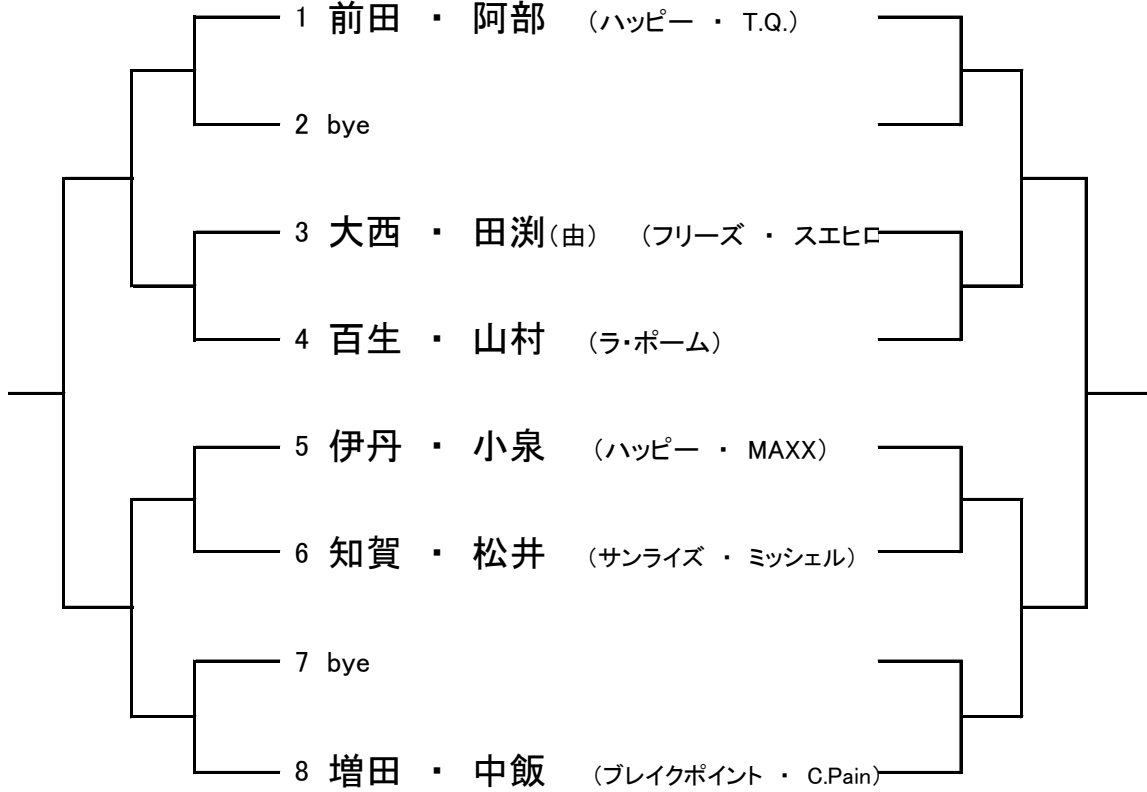 1 前田 ・ 阿部 （ハッピー ・ T.Q.）
2 bye
3 大西 ・ 田渕（由） （フリーズ ・ スエヒロ
4 百生 ・ 山村 （ラ・ポーム）
5 伊丹 ・ 小泉 （ハッピー ・ MAXX）
6 知賀 ・ 松井 （サンライズ ・ ミッシェル）
7 bye
8 増田 ・ 中飯 （ブレイクポイント ・ C.Pain）